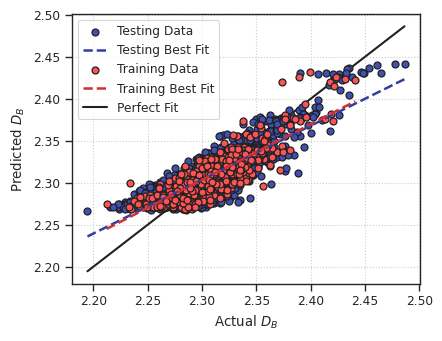 Testing Data
Testing Best Fit
Training Data
Training Best Fit
Perfect Fit
Predicted D_B
2.50
2.45
2.40
2.35
2.30
2.25
2.20
2.20 2.25 2.30 2.35 2.40 2.45 2.50
Actual D_B